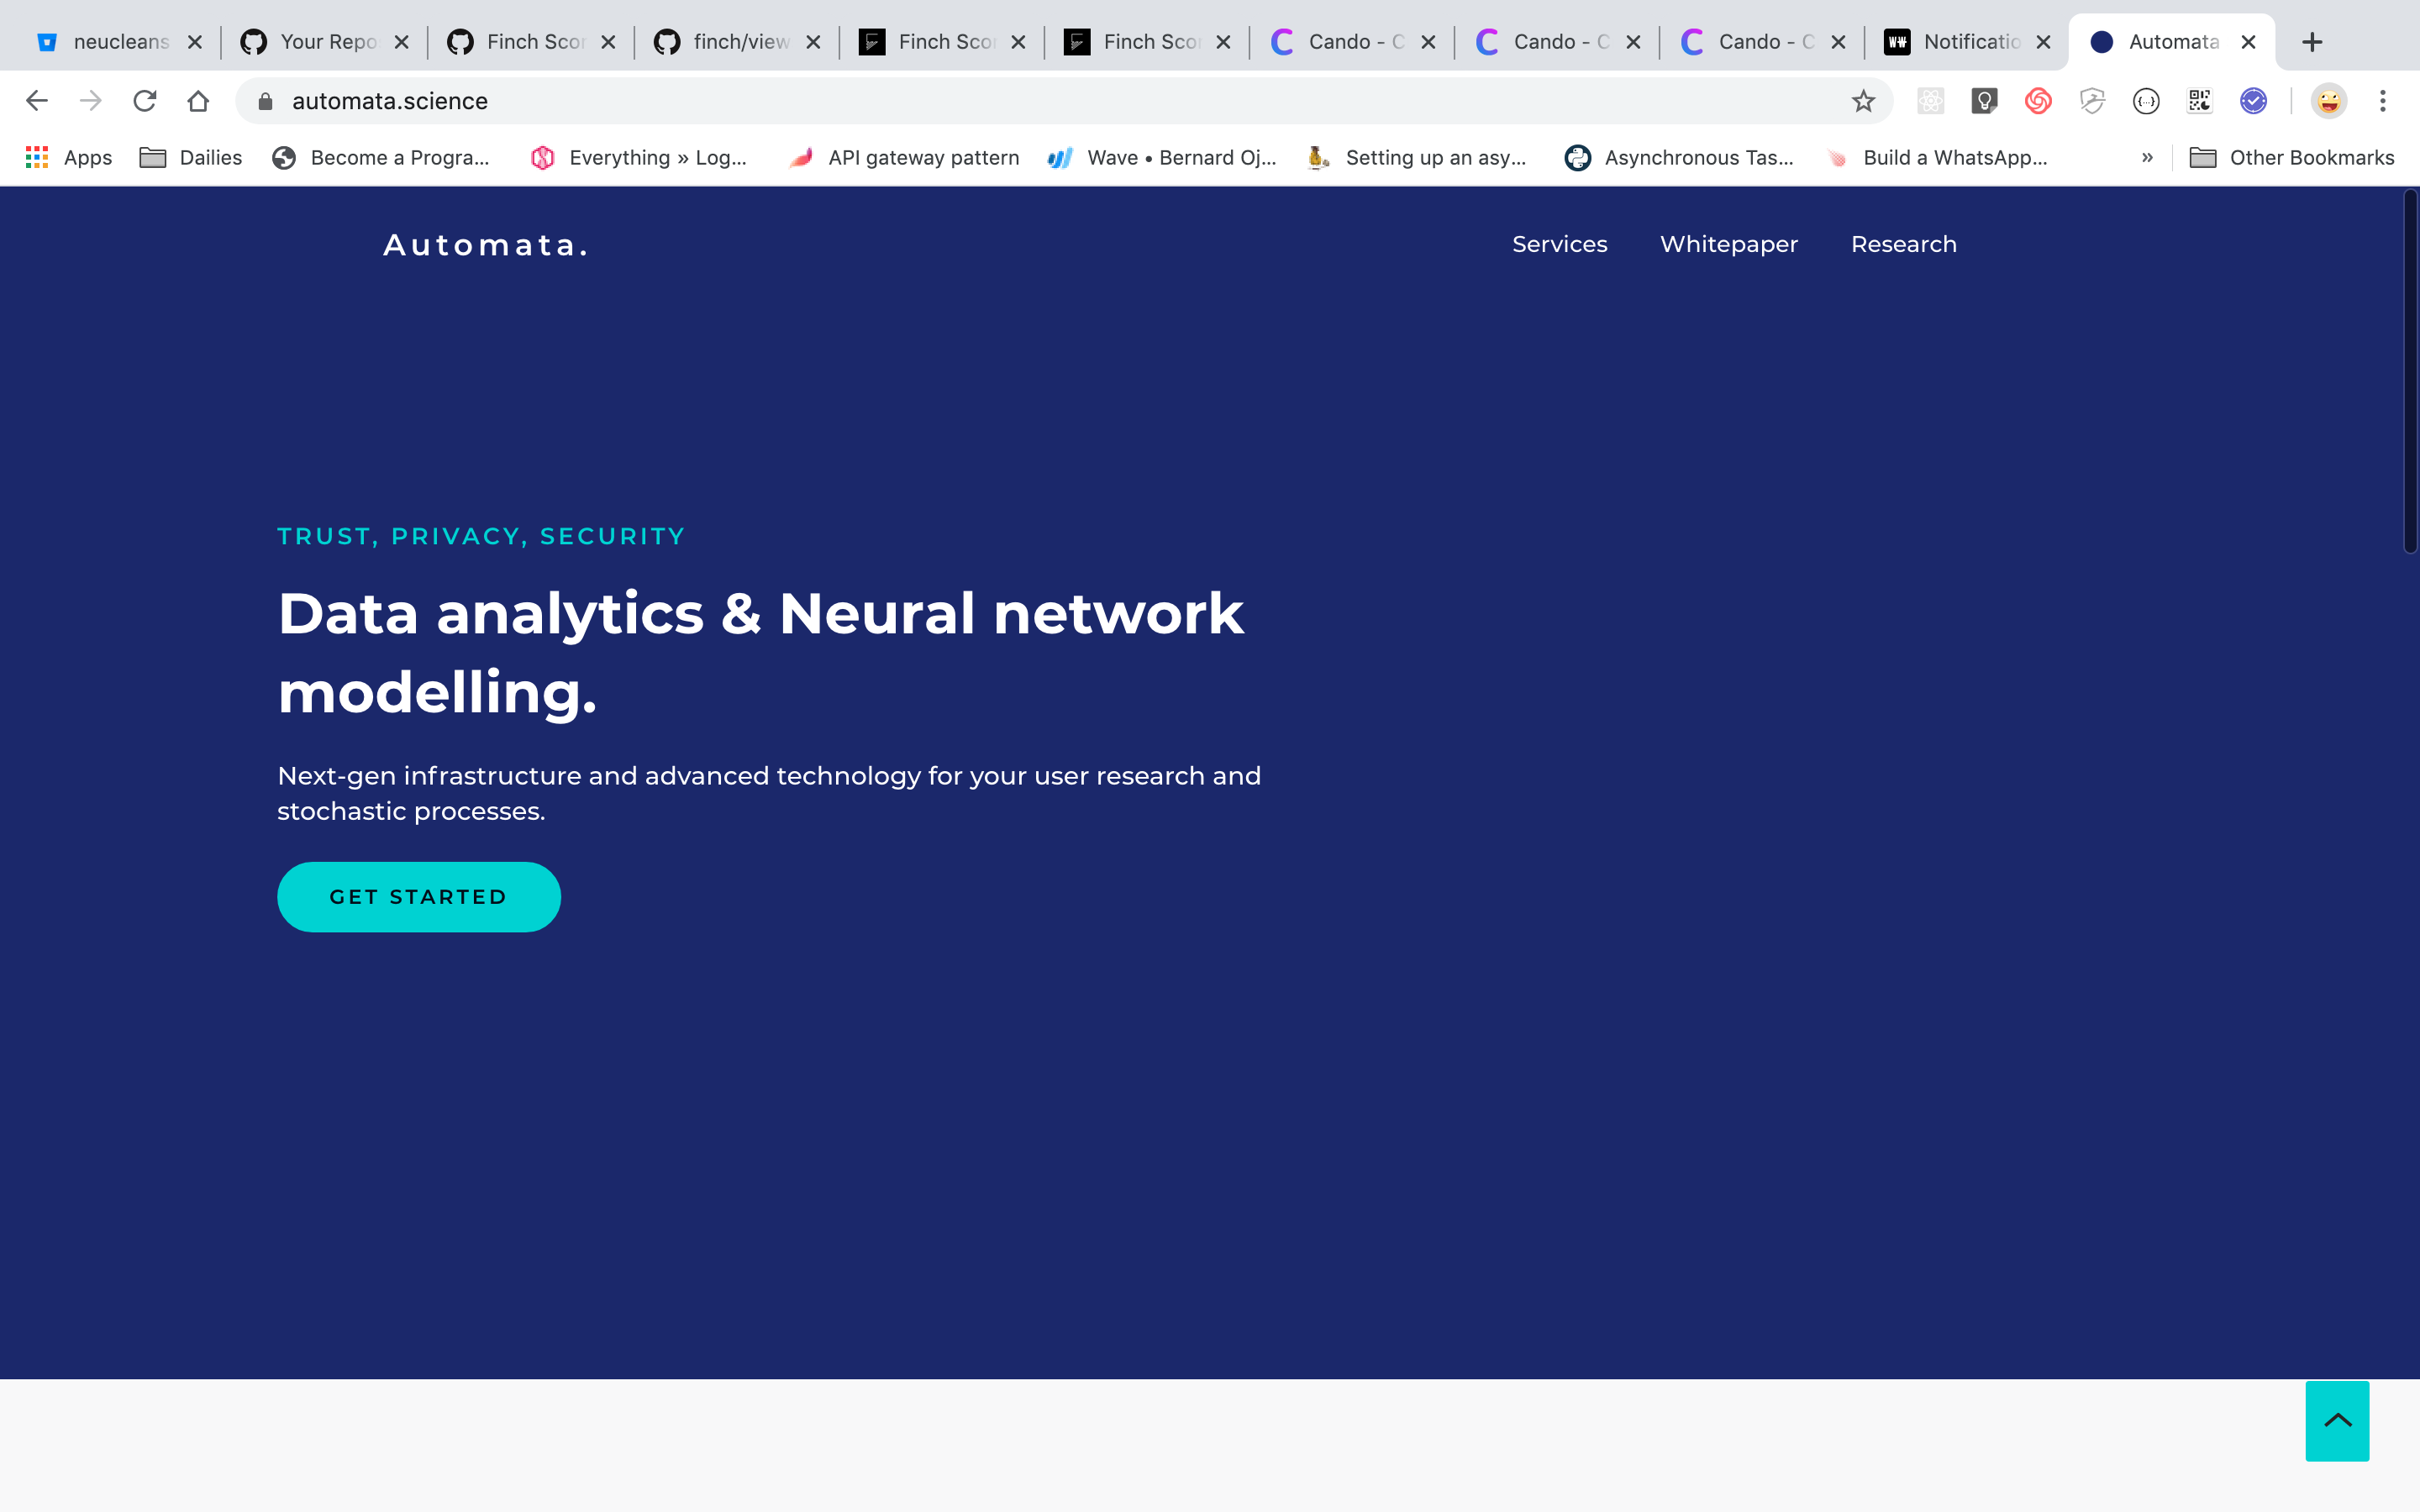 neucleans
Your Repo
Finch Scor
finch/view
Finch Scor
Finch Scor
Cando - C
Cando - C
Cando - C
Notificatio
Automata
automata.science
Apps
Dailies
Become a Progra...
Everything » Log...
API gateway pattern
Wave • Bernard Oj...
Setting up an asy...
Asynchronous Tas...
Build a WhatsApp...
»
Other Bookmarks
Automata.
Services
Whitepaper
Research
TRUST, PRIVACY, SECURITY
Data analytics & Neural network
modelling.
Next-gen infrastructure and advanced technology for your user research and
stochastic processes.
GET STARTED